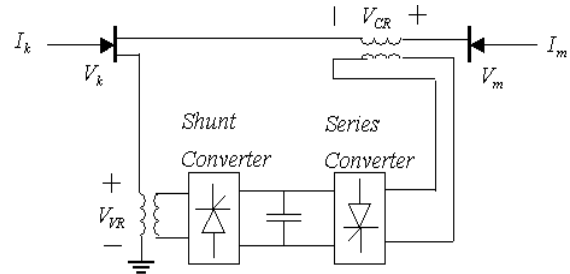 − V_CR +
I_k
I_m
V_k
V_m
Shunt
Converter
Series
Converter
+
V_VR
−